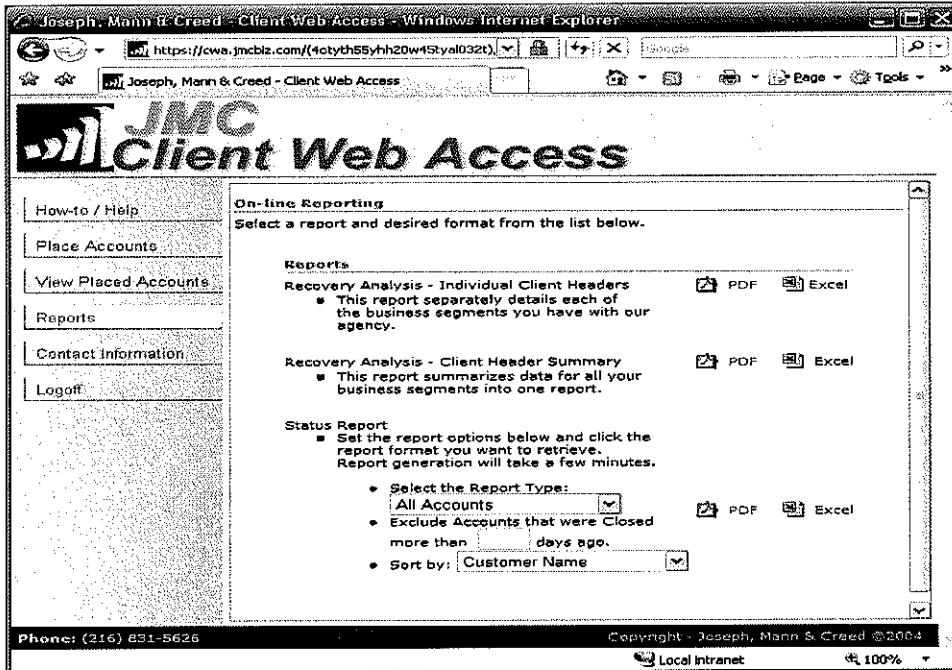 Joseph, Mann & Creed - Client Web Access - Windows Internet Explorer
https://cwa.jmcbiz.com/(4otyth55yhh20w45tyal032t),
Google
Joseph, Mann & Creed - Client Web Access
Page
Tools
JMC
Client Web Access
How-to / Help
Place Accounts
View Placed Accounts
Reports
Contact Information
Logoff
On-line Reporting
Select a report and desired format from the list below.
Reports
Recovery Analysis - Individual Client Headers PDF Excel
This report separately details each of
the business segments you have with our
agency.
Recovery Analysis - Client Header Summary PDF Excel
This report summarizes data for all your
business segments into one report.
Status Report
Set the report options below and click the
report format you want to retrieve.
Report generation will take a few minutes.
Select the Report Type:
All Accounts PDF Excel
Exclude Accounts that were Closed
more than days ago.
Sort by: Customer Name
Phone: (216) 831-5626 Copyright - Joseph, Mann & Creed ©2004
Local intranet 100%